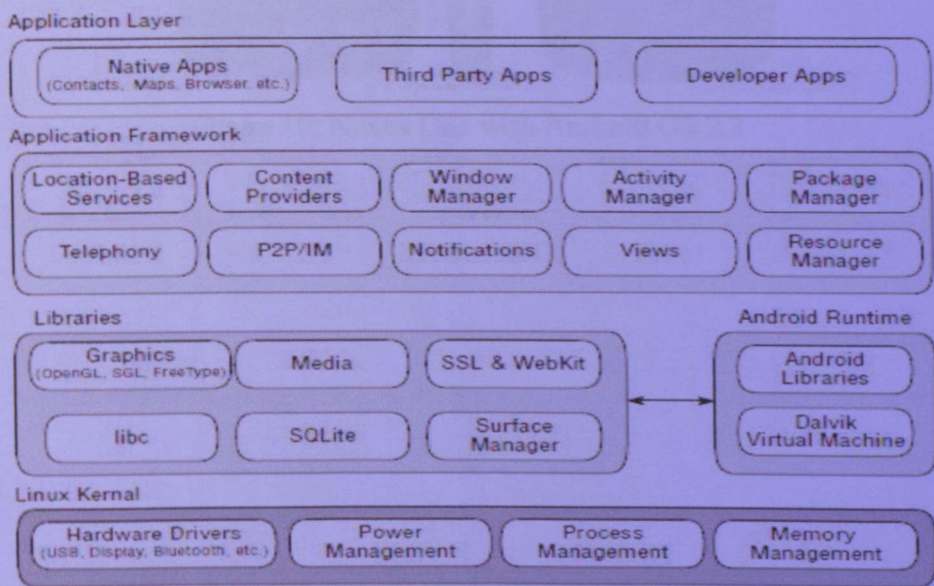 Application Layer
Native Apps
(Contacts, Maps, Browser, etc.)
Third Party Apps
Developer Apps
Application Framework
Location-Based
Services
Content
Providers
Window
Manager
Activity
Manager
Package
Manager
Telephony
P2P/IM
Notifications
Views
Resource
Manager
Libraries
Graphics
(OpenGL, SGL, FreeType)
Media
SSL & WebKit
libc
SQLite
Surface
Manager
Android Runtime
Android
Libraries
Dalvik
Virtual Machine
Linux Kernal
Hardware Drivers
(USB, Display, Bluetooth, etc.)
Power
Management
Process
Management
Memory
Management